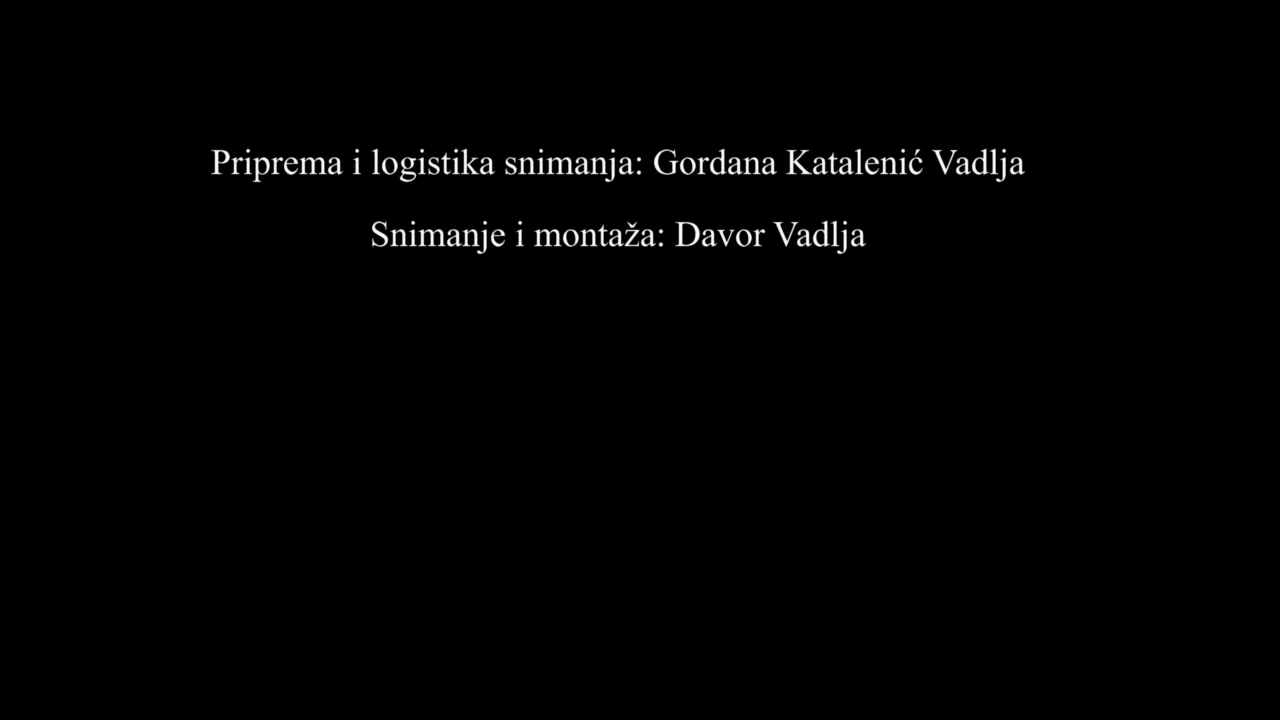 Priprema i logistika snimanja: Gordana Katalenić Vadlja
Snimanje i montaža: Davor Vadlja